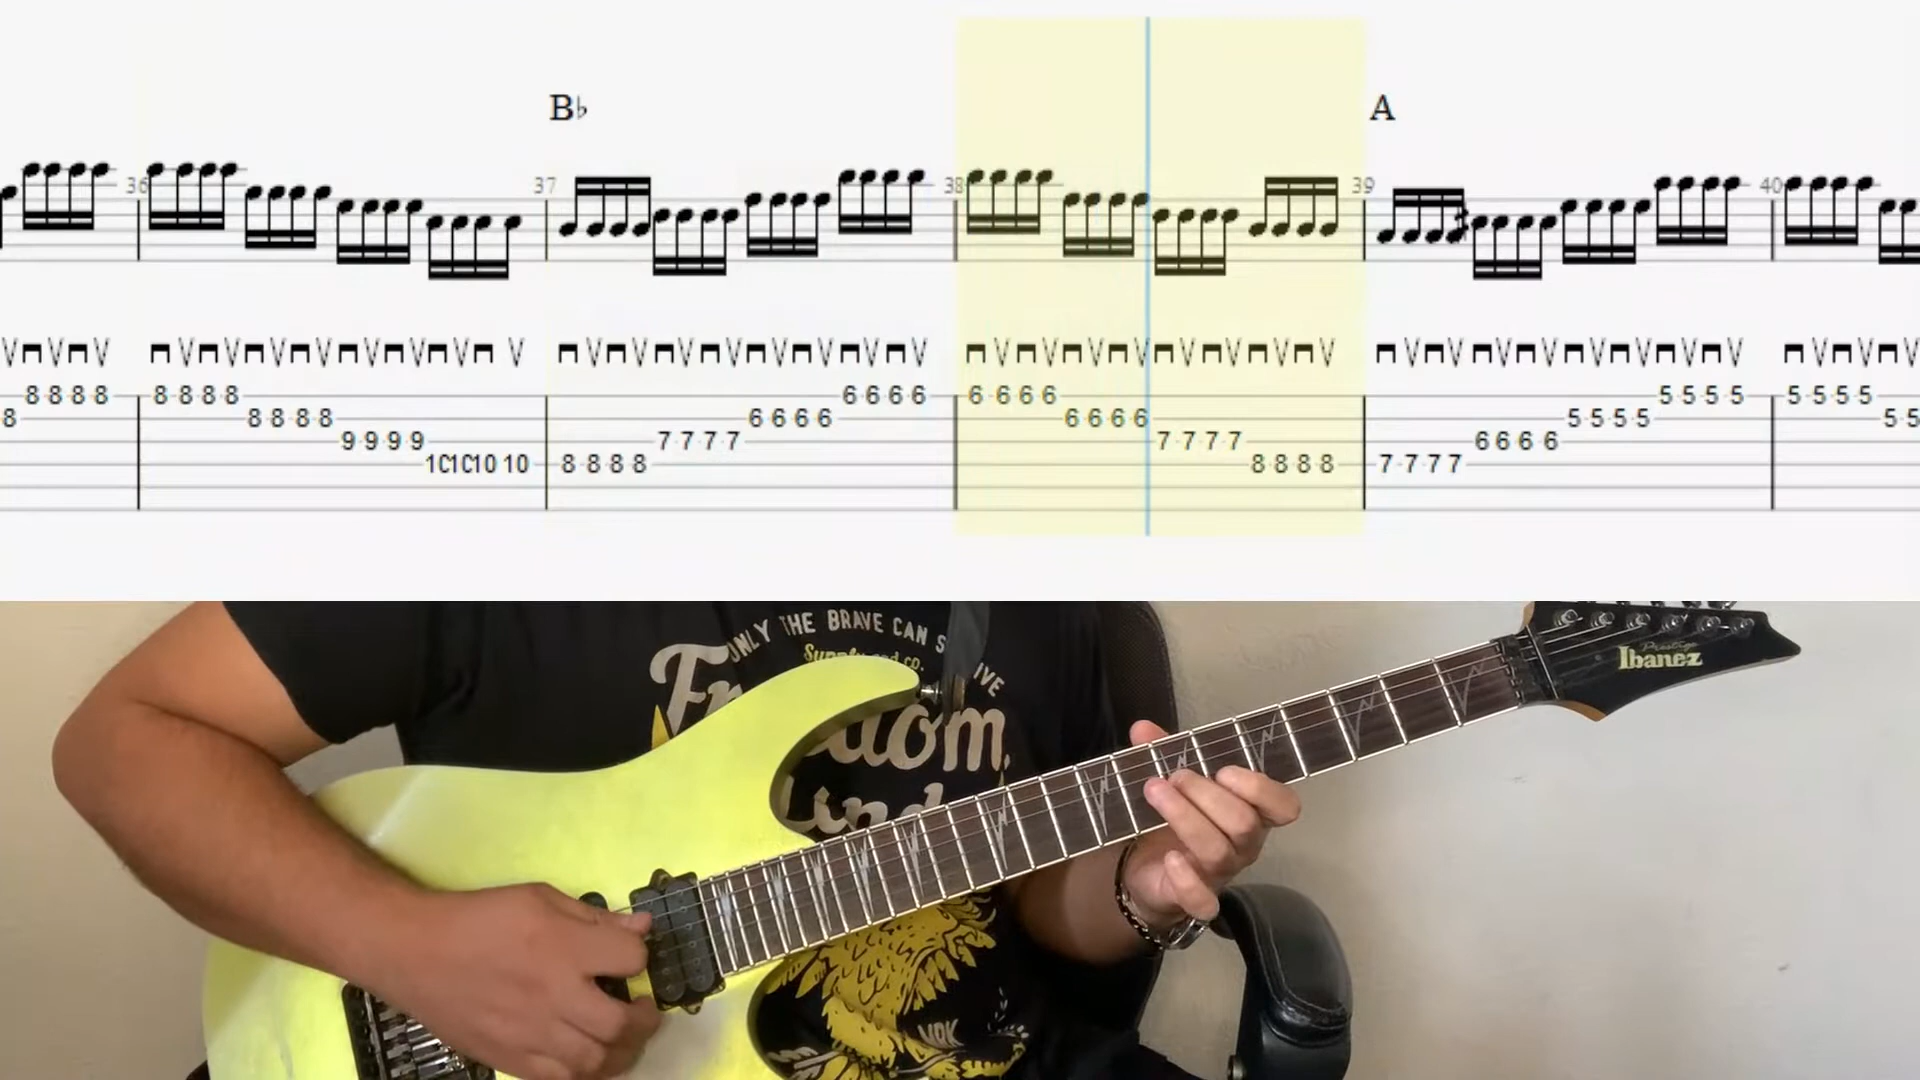 B♭
A
36
37
38
39
40
8 8 8 8 8 8 8 8 6 6 6 6 6 6 6 6 5 5 5 5 5 5 5 5
8 8 8 8 8 6 6 6 6 6 6 6 6 5 5 5 5 5 5
9 9 9 9 7 7 7 7 7 7 7 7 6 6 6 6
10 10 10 10 8 8 8 8 8 8 8 8 7 7 7 7
ONLY THE BRAVE CAN
Prestige
Ibanez